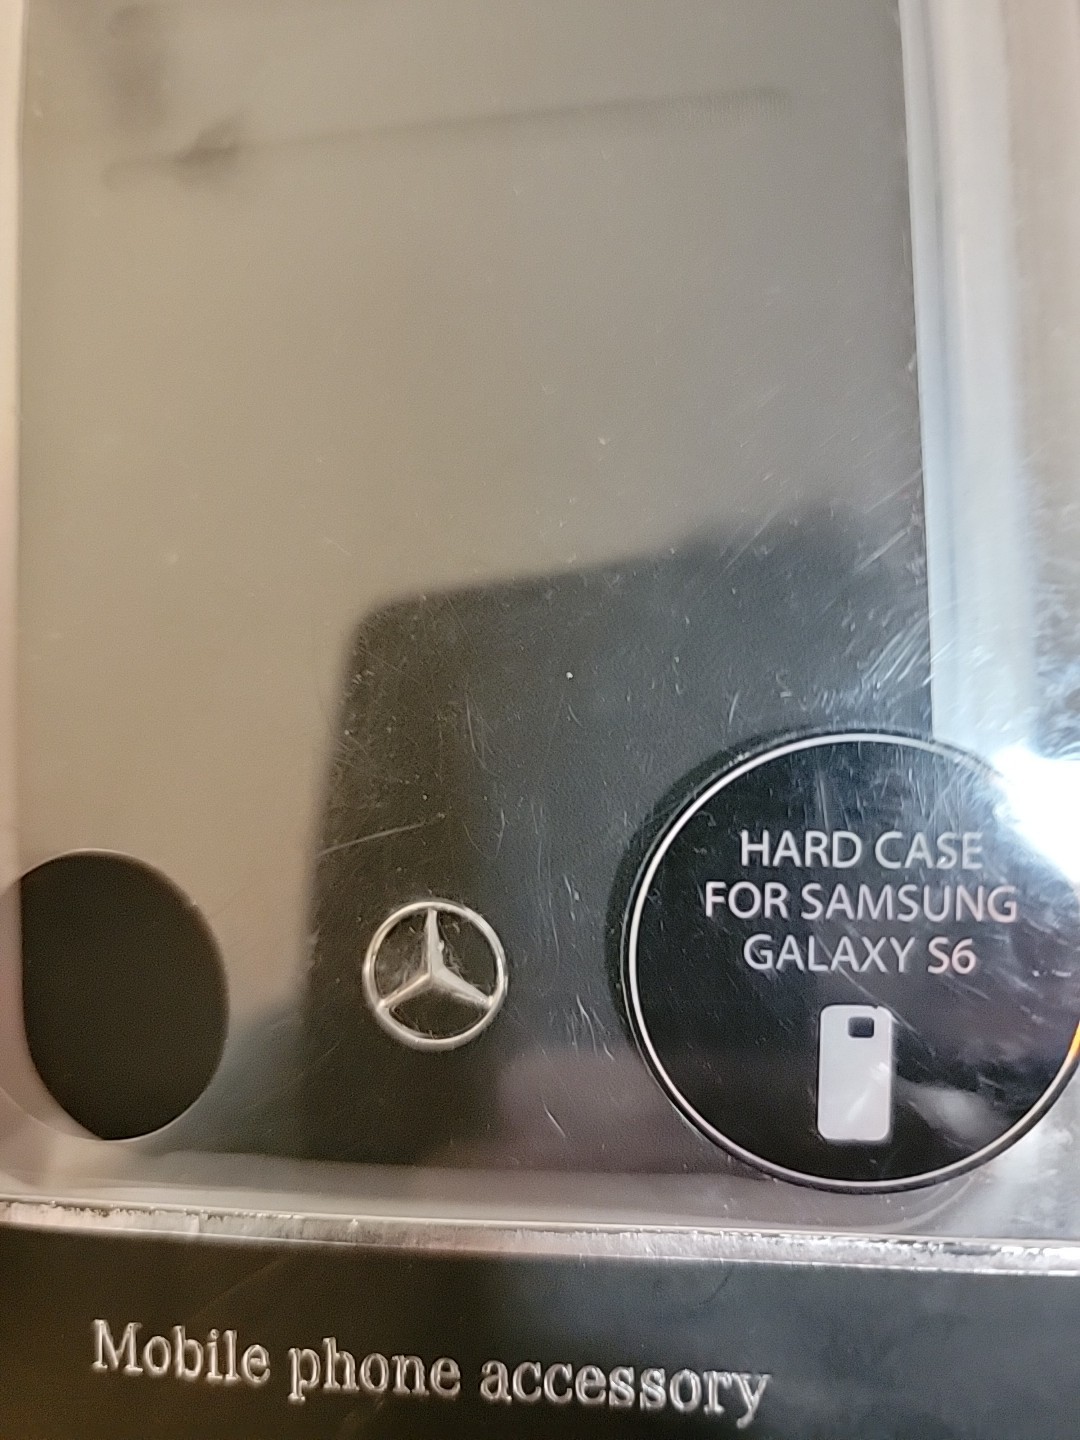 HARD CASE
FOR SAMSUNG
GALAXY S6
Mobile phone accessory